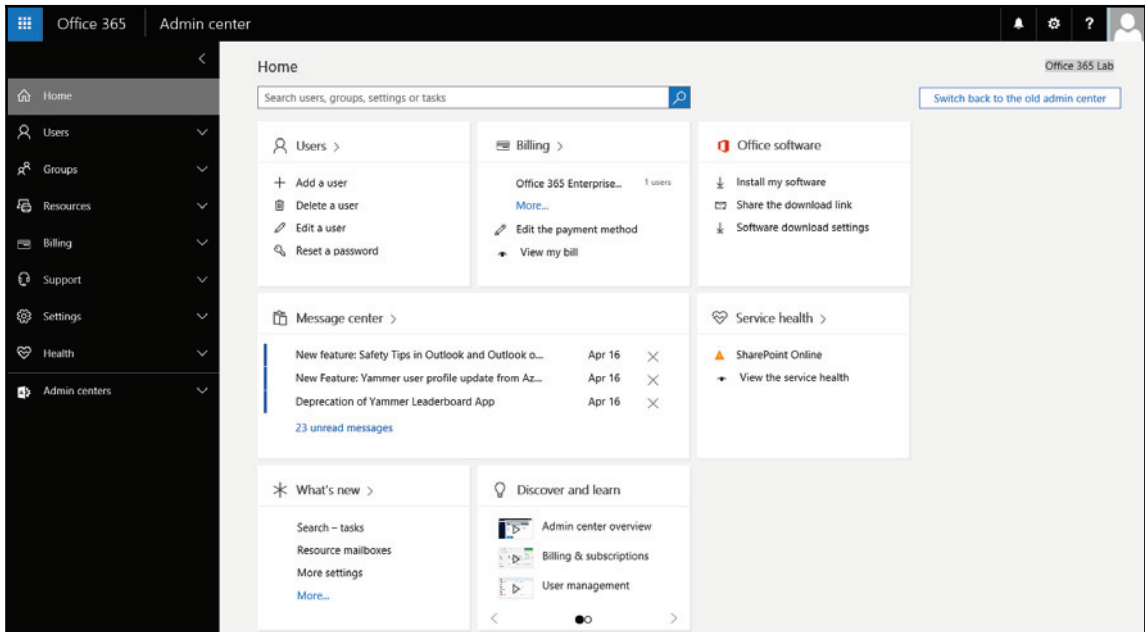 Office 365 Admin center ?
Home
Users
Groups
Resources
Billing
Support
Settings
Health
Admin centers
Home
Office 365 Lab
Search users, groups, settings or tasks
Switch back to the old admin center
Users
Add a user
Delete a user
Edit a user
Reset a password
Billing
Office 365 Enterprise... 1 users
More...
Edit the payment method
View my bill
Office software
Install my software
Share the download link
Software download settings
Message center
New feature: Safety Tips in Outlook and Outlook o... Apr 16
New Feature: Yammer user profile update from Az... Apr 16
Deprecation of Yammer Leaderboard App Apr 16
23 unread messages
Service health
SharePoint Online
View the service health
What's new
Search – tasks
Resource mailboxes
More settings
More...
Discover and learn
Admin center overview
Billing & subscriptions
User management